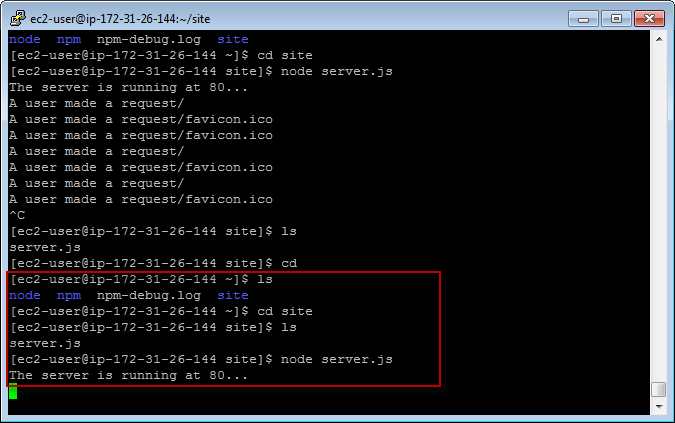 ec2-user@ip-172-31-26-144:~/site
node  npm  npm-debug.log  site
[ec2-user@ip-172-31-26-144 ~]$ cd site
[ec2-user@ip-172-31-26-144 site]$ node server.js
The server is running at 80...
A user made a request/
A user made a request/favicon.ico
A user made a request/favicon.ico
A user made a request/
A user made a request/favicon.ico
A user made a request/
A user made a request/favicon.ico
^C
[ec2-user@ip-172-31-26-144 site]$ ls
server.js
[ec2-user@ip-172-31-26-144 site]$ cd
[ec2-user@ip-172-31-26-144 ~]$ ls
node  npm  npm-debug.log  site
[ec2-user@ip-172-31-26-144 ~]$ cd site
[ec2-user@ip-172-31-26-144 site]$ ls
server.js
[ec2-user@ip-172-31-26-144 site]$ node server.js
The server is running at 80...